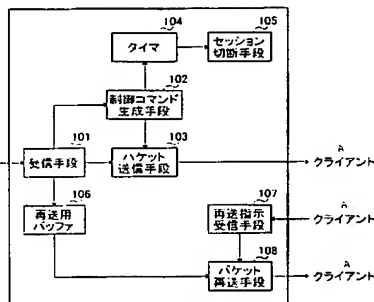 104
タイマ
105
セッション
切断手段
102
制御コマンド
生成手段
101
受信手段
103
パケット
送信手段
A
クライアント
106
再送用
バッファ
107
再送指示
受信手段
A
クライアント
108
パケット
再送手段
A
クライアント